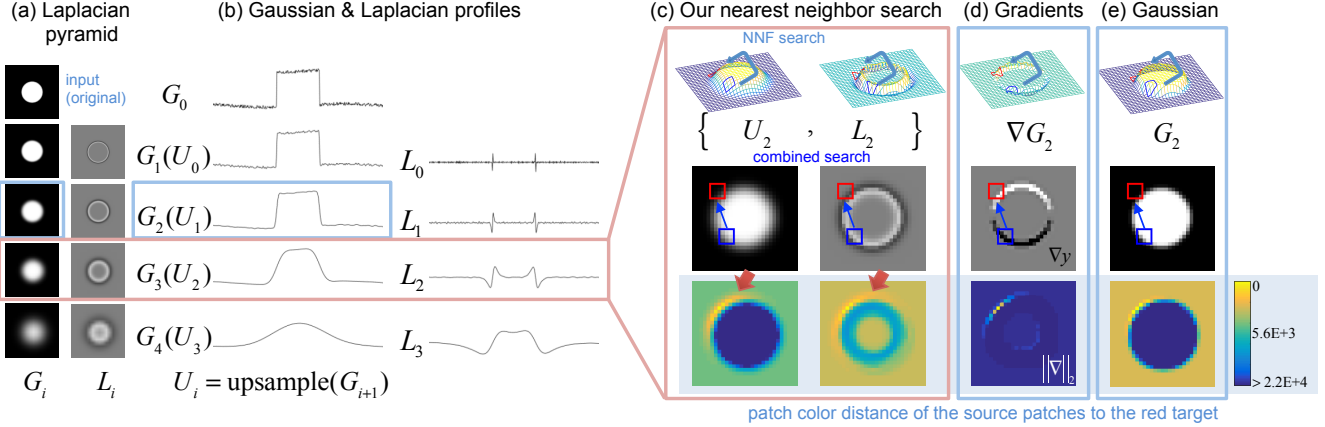 (a) Laplacian pyramid
(b) Gaussian & Laplacian profiles
(c) Our nearest neighbor search
(d) Gradients
(e) Gaussian
input (original)
G₀
G₁(U₀)
L₀
G₂(U₁)
L₁
G₃(U₂)
L₂
G₄(U₃)
L₃
Gᵢ
Lᵢ
Uᵢ = upsample(Gᵢ₊₁)
NNF search
{ U₂ , L₂ }
∇G₂
G₂
combined search
∇y
||∇||₂
0
5.6E+3
> 2.2E+4
patch color distance of the source patches to the red target